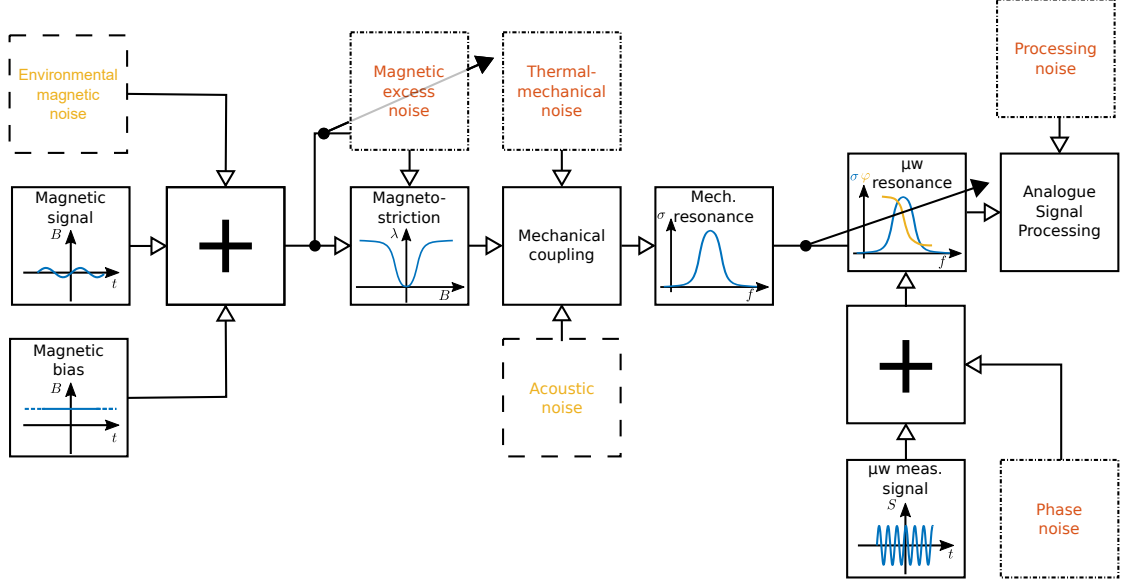 Environmental
magnetic
noise
Magnetic
excess
noise
Thermal-
mechanical
noise
Processing
noise
Magnetic
signal
B
t
+
Magneto-
striction
λ
B
Mechanical
coupling
Mech.
resonance
σ
f
µw
resonance
σ φ
f
Analogue
Signal
Processing
Magnetic
bias
B
t
Acoustic
noise
+
µw meas.
signal
S
t
Phase
noise